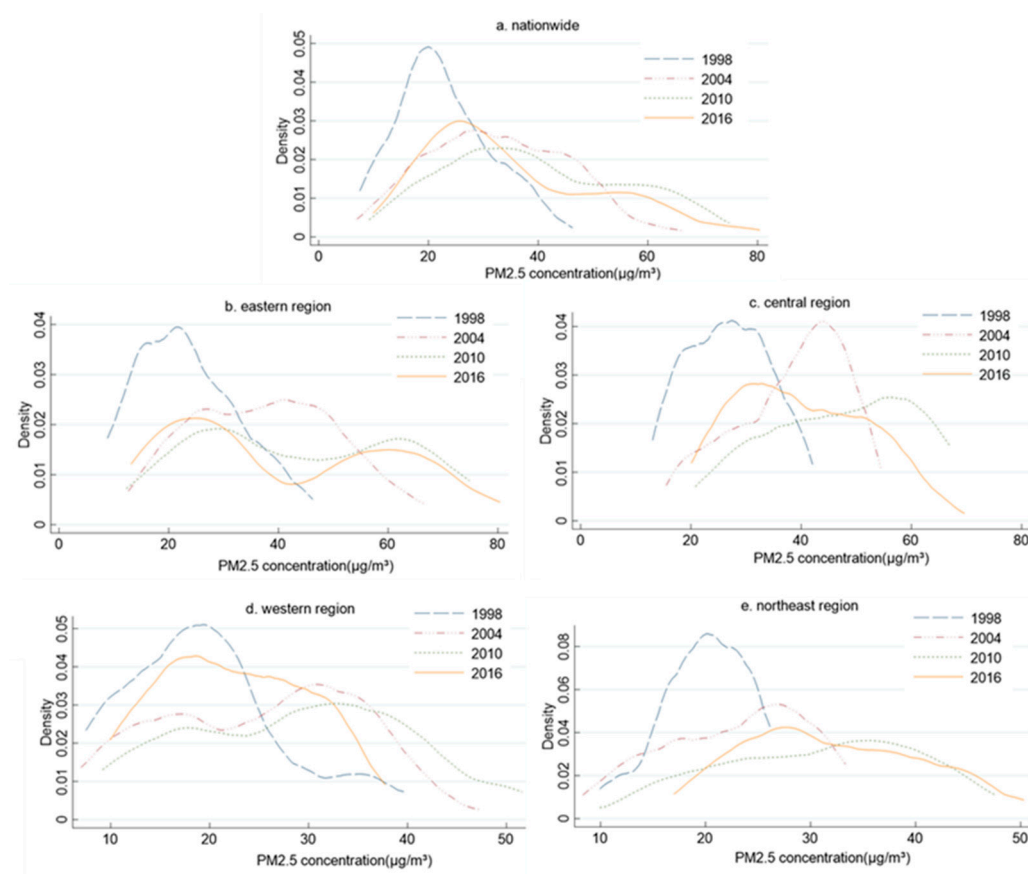 a. nationwide
0.05
0.04
0.03
0.02
0.01
0
Density
1998
2004
2010
2016
0 20 40 60 80
PM2.5 concentration(µg/m³)
b. eastern region
0.04
0.03
0.02
0.01
0
Density
1998
2004
2010
2016
0 20 40 60 80
PM2.5 concentration(µg/m³)
c. central region
0.04
0.03
0.02
0.01
0
Density
1998
2004
2010
2016
0 20 40 60 80
PM2.5 concentration(µg/m³)
d. western region
0.05
0.04
0.03
0.02
0.01
0
Density
1998
2004
2010
2016
10 20 30 40 50
PM2.5 concentration(µg/m³)
e. northeast region
0.08
0.06
0.04
0.02
0
Density
1998
2004
2010
2016
10 20 30 40 50
PM2.5 concentration(µg/m³)